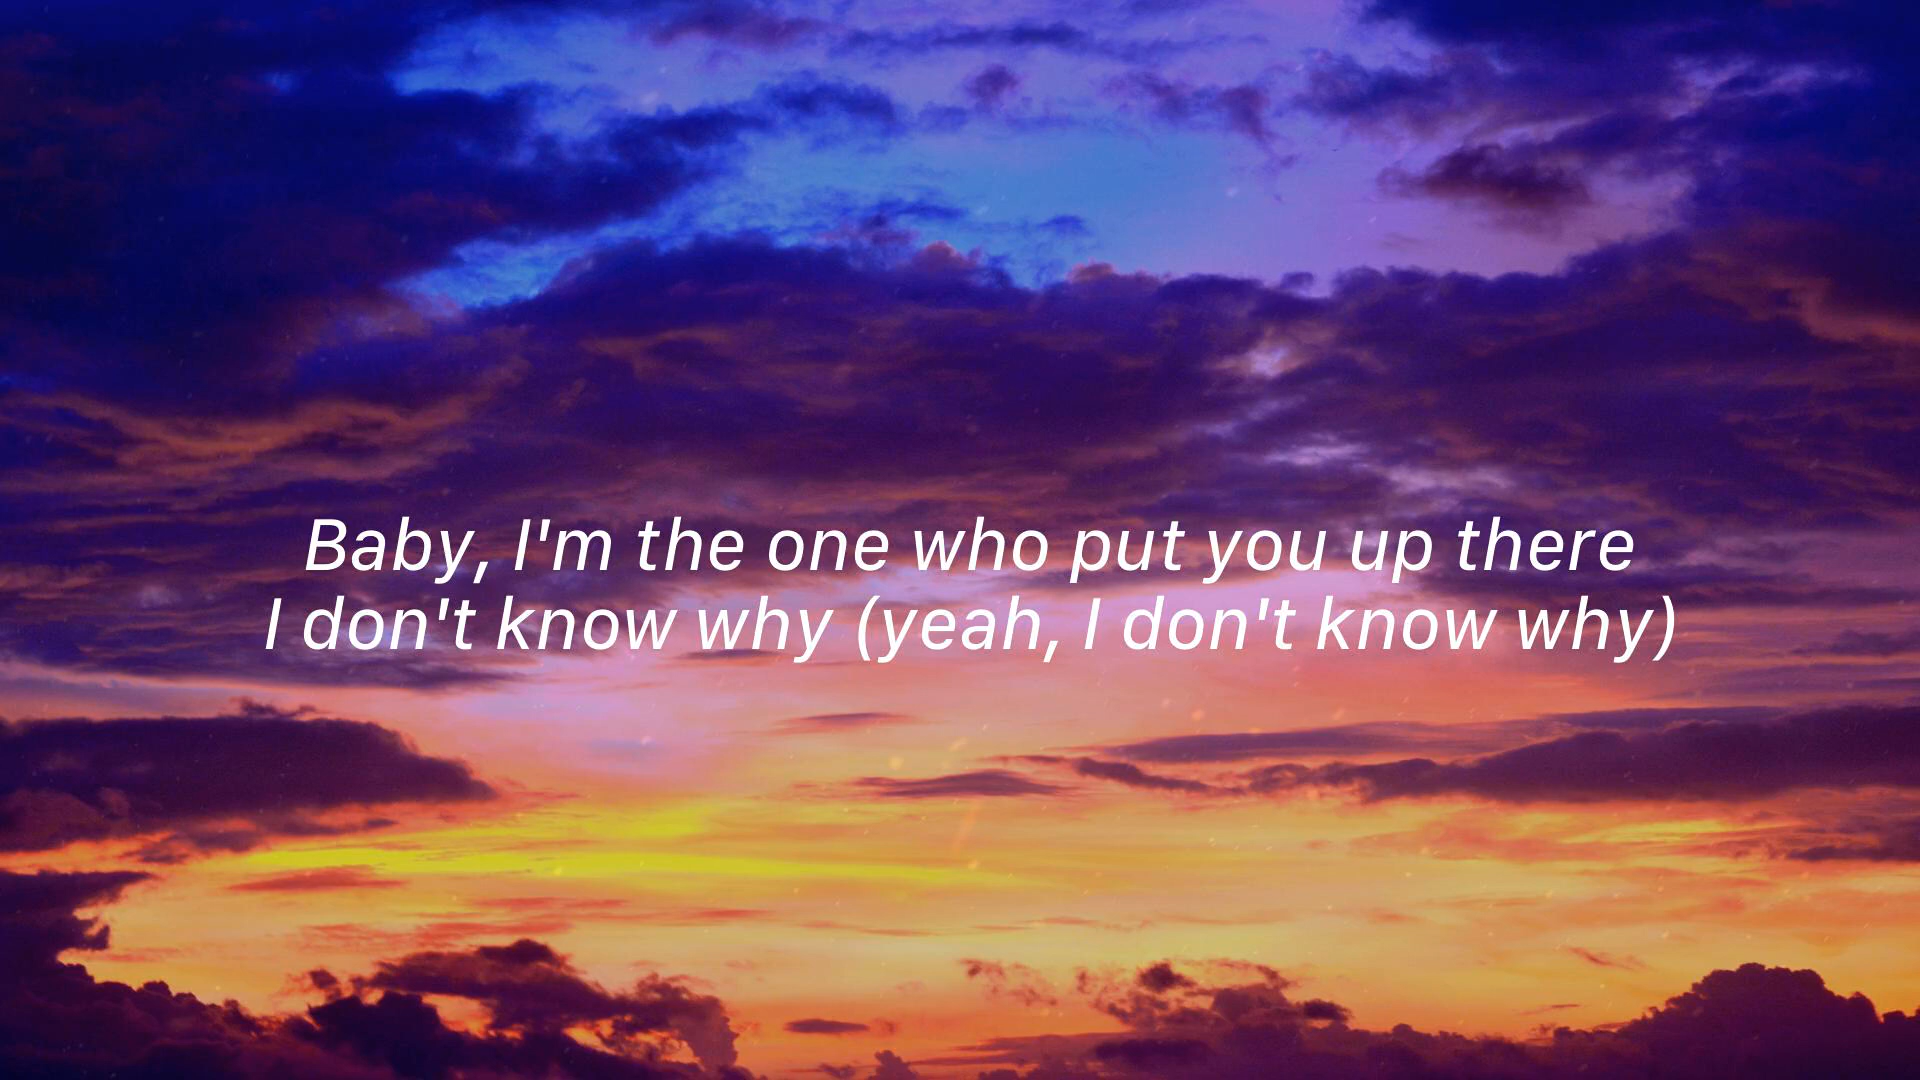 Baby, I'm the one who put you up there
I don't know why (yeah, I don't know why)